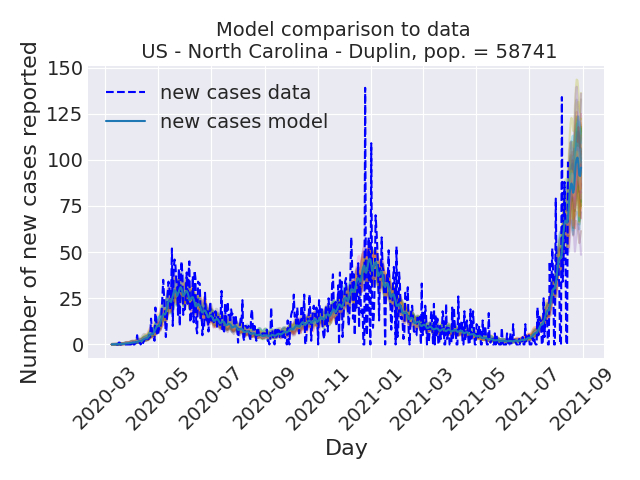 Model comparison to data
US - North Carolina - Duplin, pop. = 58741
Number of new cases reported
150
125
100
75
50
25
0
new cases data
new cases model
2020-03
2020-05
2020-07
2020-09
2020-11
2021-01
2021-03
2021-05
2021-07
2021-09
Day